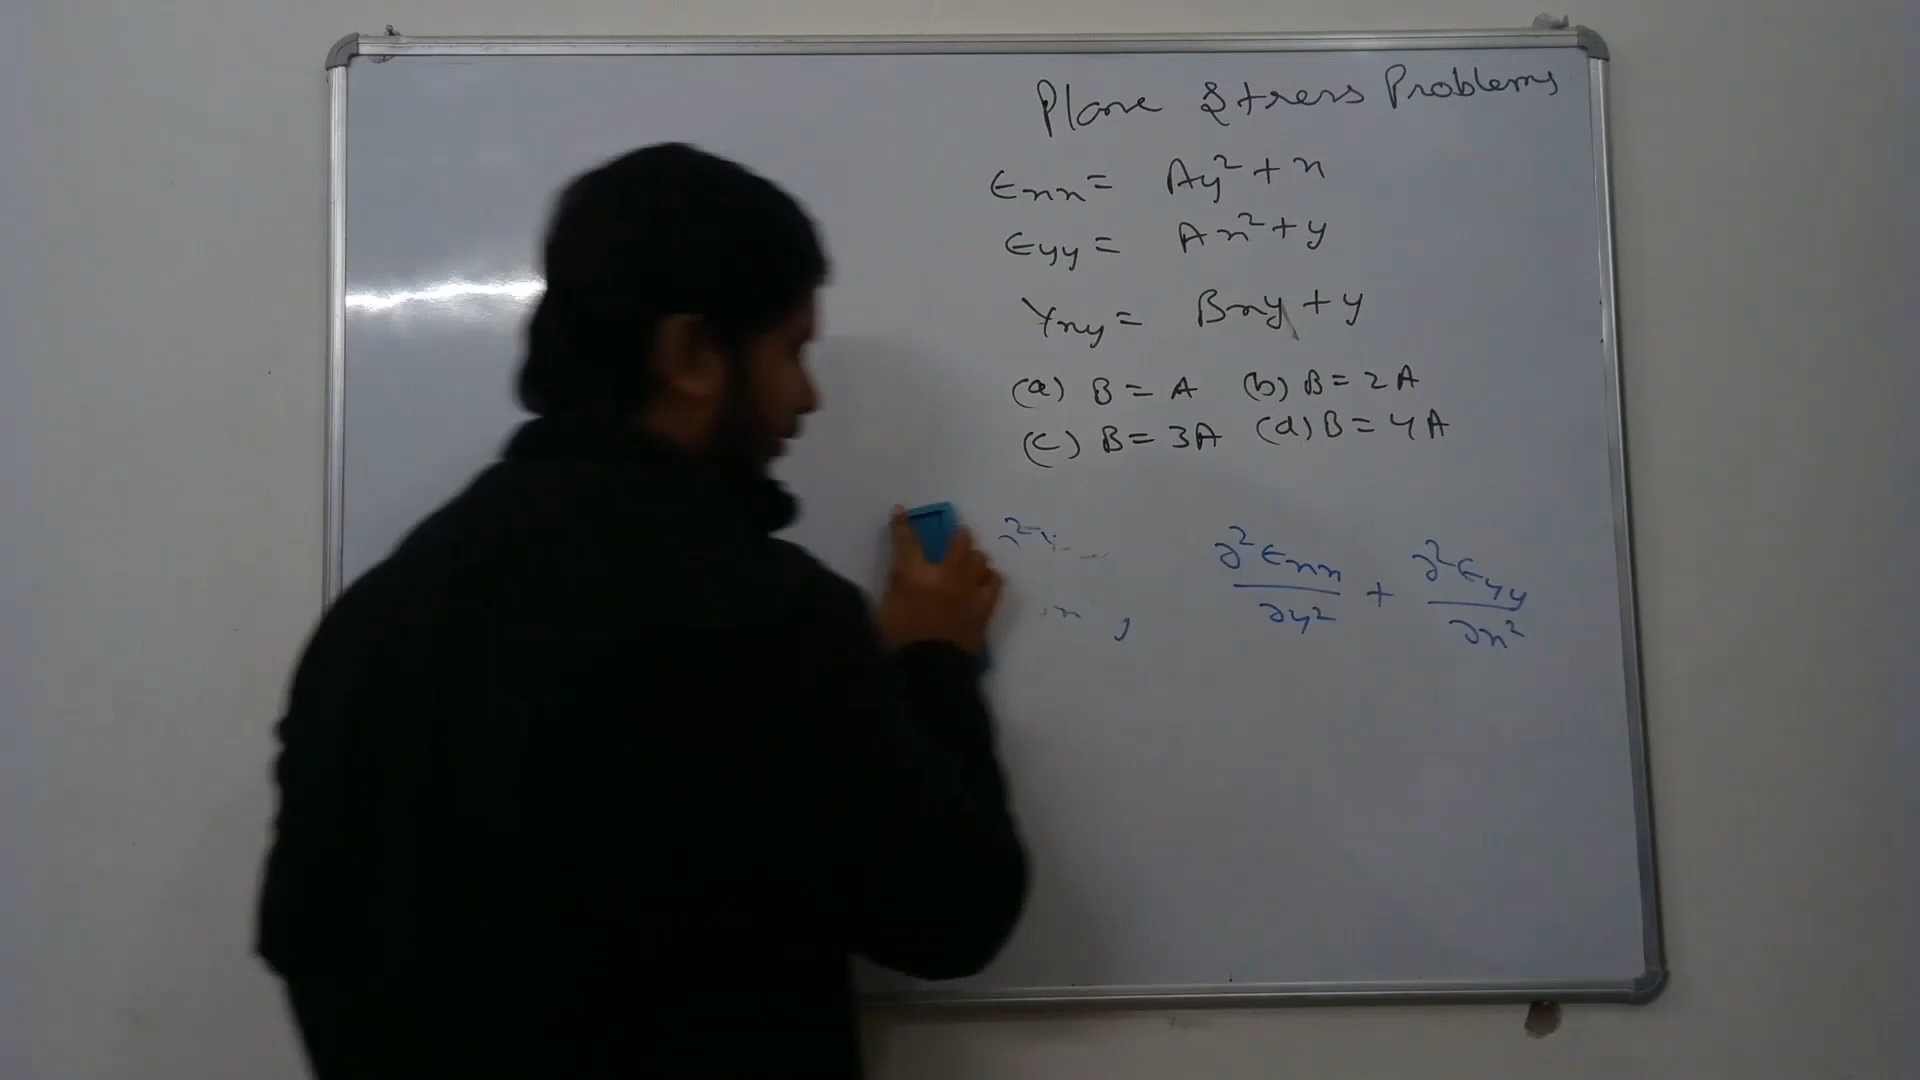 Plane Stress Problems
ϵxx = Ay² + x
ϵyy = Ax² + y
γxy = Bxy + y
(a) B = A (b) B = 2A
(c) B = 3A (d) B = 4A
∂²ϵxx/∂y² + ∂²ϵyy/∂x²